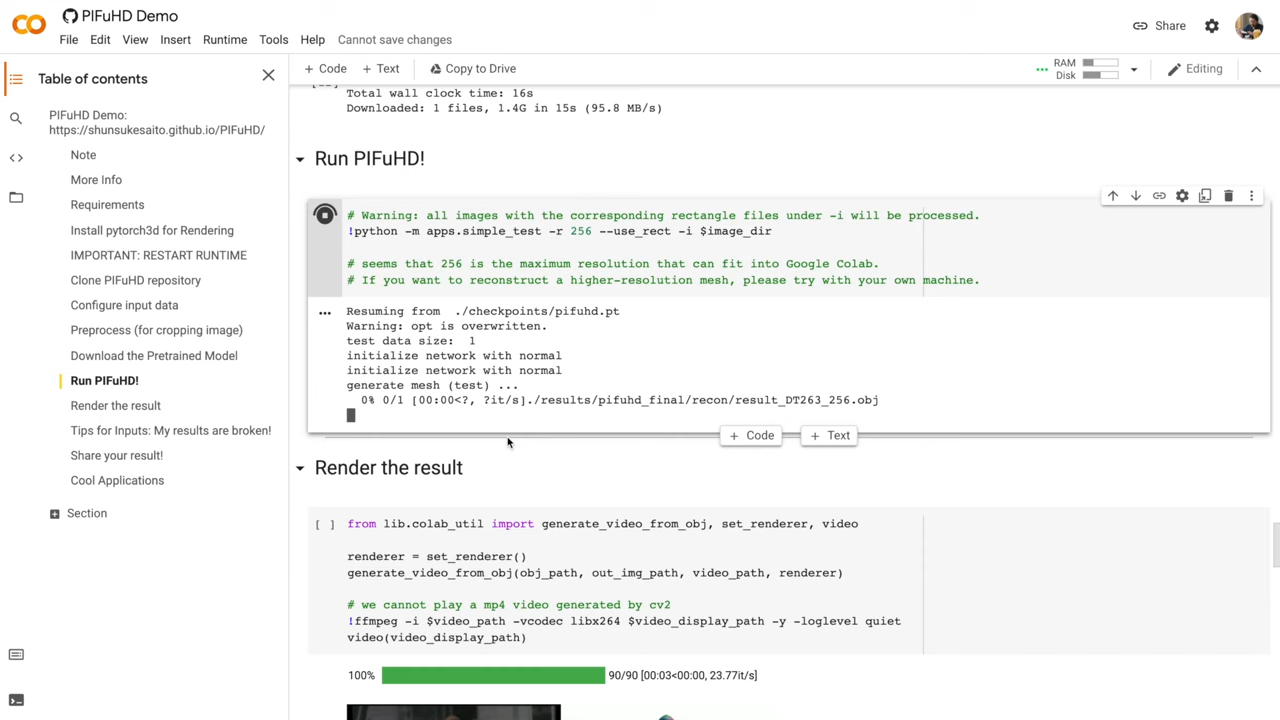 PIFuHD Demo
File Edit View Insert Runtime Tools Help Cannot save changes
Share
Table of contents
PIFuHD Demo:
https://shunsukesaito.github.io/PIFuHD/
Note
More Info
Requirements
Install pytorch3d for Rendering
IMPORTANT: RESTART RUNTIME
Clone PIFuHD repository
Configure input data
Preprocess (for cropping image)
Download the Pretrained Model
Run PIFuHD!
Render the result
Tips for Inputs: My results are broken!
Share your result!
Cool Applications
Section
+ Code + Text Copy to Drive
RAM
Disk
Editing
Total wall clock time: 16s
Downloaded: 1 files, 1.4G in 15s (95.8 MB/s)
Run PIFuHD!
# Warning: all images with the corresponding rectangle files under -i will be processed.
!python -m apps.simple_test -r 256 --use_rect -i $image_dir
# seems that 256 is the maximum resolution that can fit into Google Colab.
# If you want to reconstruct a higher-resolution mesh, please try with your own machine.
Resuming from  ./checkpoints/pifuhd.pt
Warning: opt is overwritten.
test data size:  1
initialize network with normal
initialize network with normal
generate mesh (test) ...
0% 0/1 [00:00<?, ?it/s]./results/pifuhd_final/recon/result_DT263_256.obj
+ Code + Text
Render the result
[ ] from lib.colab_util import generate_video_from_obj, set_renderer, video
renderer = set_renderer()
generate_video_from_obj(obj_path, out_img_path, video_path, renderer)
# we cannot play a mp4 video generated by cv2
!ffmpeg -i $video_path -vcodec libx264 $video_display_path -y -loglevel quiet
video(video_display_path)
100% 90/90 [00:03<00:00, 23.77it/s]